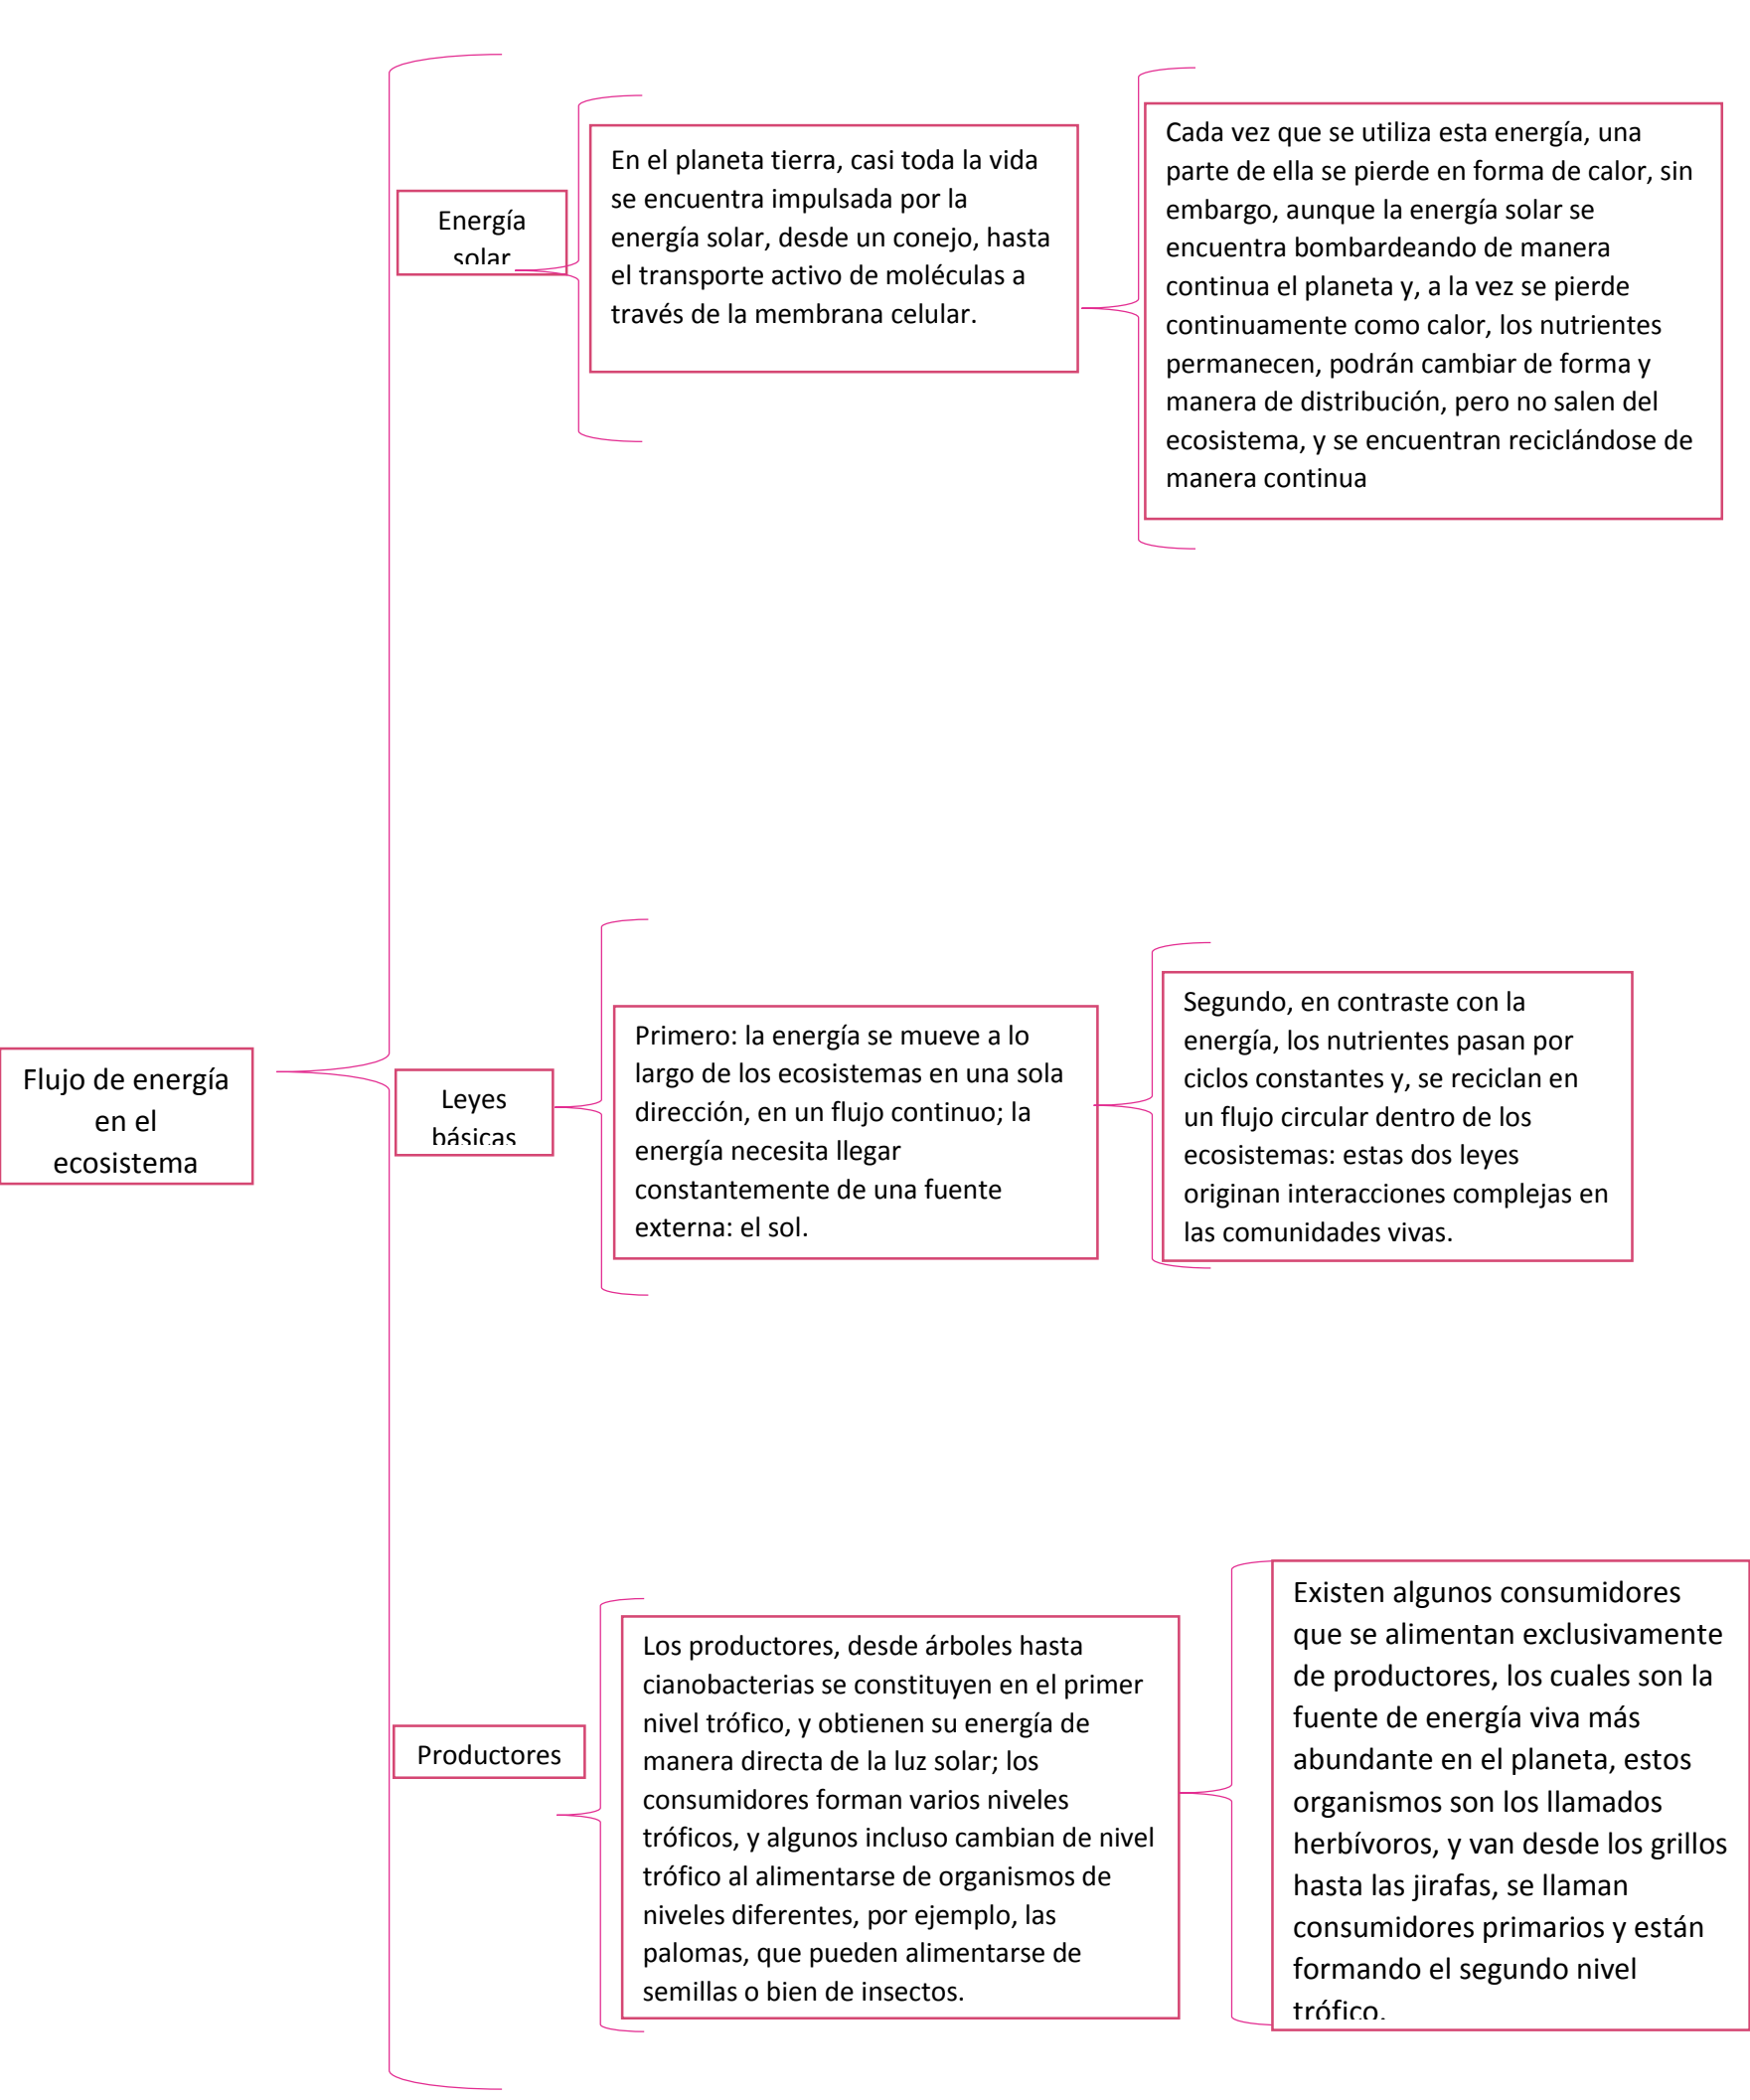 Flujo de energía
en el
ecosistema
Energía
solar
En el planeta tierra, casi toda la vida
se encuentra impulsada por la
energía solar, desde un conejo, hasta
el transporte activo de moléculas a
través de la membrana celular.
Cada vez que se utiliza esta energía, una
parte de ella se pierde en forma de calor, sin
embargo, aunque la energía solar se
encuentra bombardeando de manera
continua el planeta y, a la vez se pierde
continuamente como calor, los nutrientes
permanecen, podrán cambiar de forma y
manera de distribución, pero no salen del
ecosistema, y se encuentran reciclándose de
manera continua
Leyes
básicas
Primero: la energía se mueve a lo
largo de los ecosistemas en una sola
dirección, en un flujo continuo; la
energía necesita llegar
constantemente de una fuente
externa: el sol.
Segundo, en contraste con la
energía, los nutrientes pasan por
ciclos constantes y, se reciclan en
un flujo circular dentro de los
ecosistemas: estas dos leyes
originan interacciones complejas en
las comunidades vivas.
Productores
Los productores, desde árboles hasta
cianobacterias se constituyen en el primer
nivel trófico, y obtienen su energía de
manera directa de la luz solar; los
consumidores forman varios niveles
tróficos, y algunos incluso cambian de nivel
trófico al alimentarse de organismos de
niveles diferentes, por ejemplo, las
palomas, que pueden alimentarse de
semillas o bien de insectos.
Existen algunos consumidores
que se alimentan exclusivamente
de productores, los cuales son la
fuente de energía viva más
abundante en el planeta, estos
organismos son los llamados
herbívoros, y van desde los grillos
hasta las jirafas, se llaman
consumidores primarios y están
formando el segundo nivel
trófico.